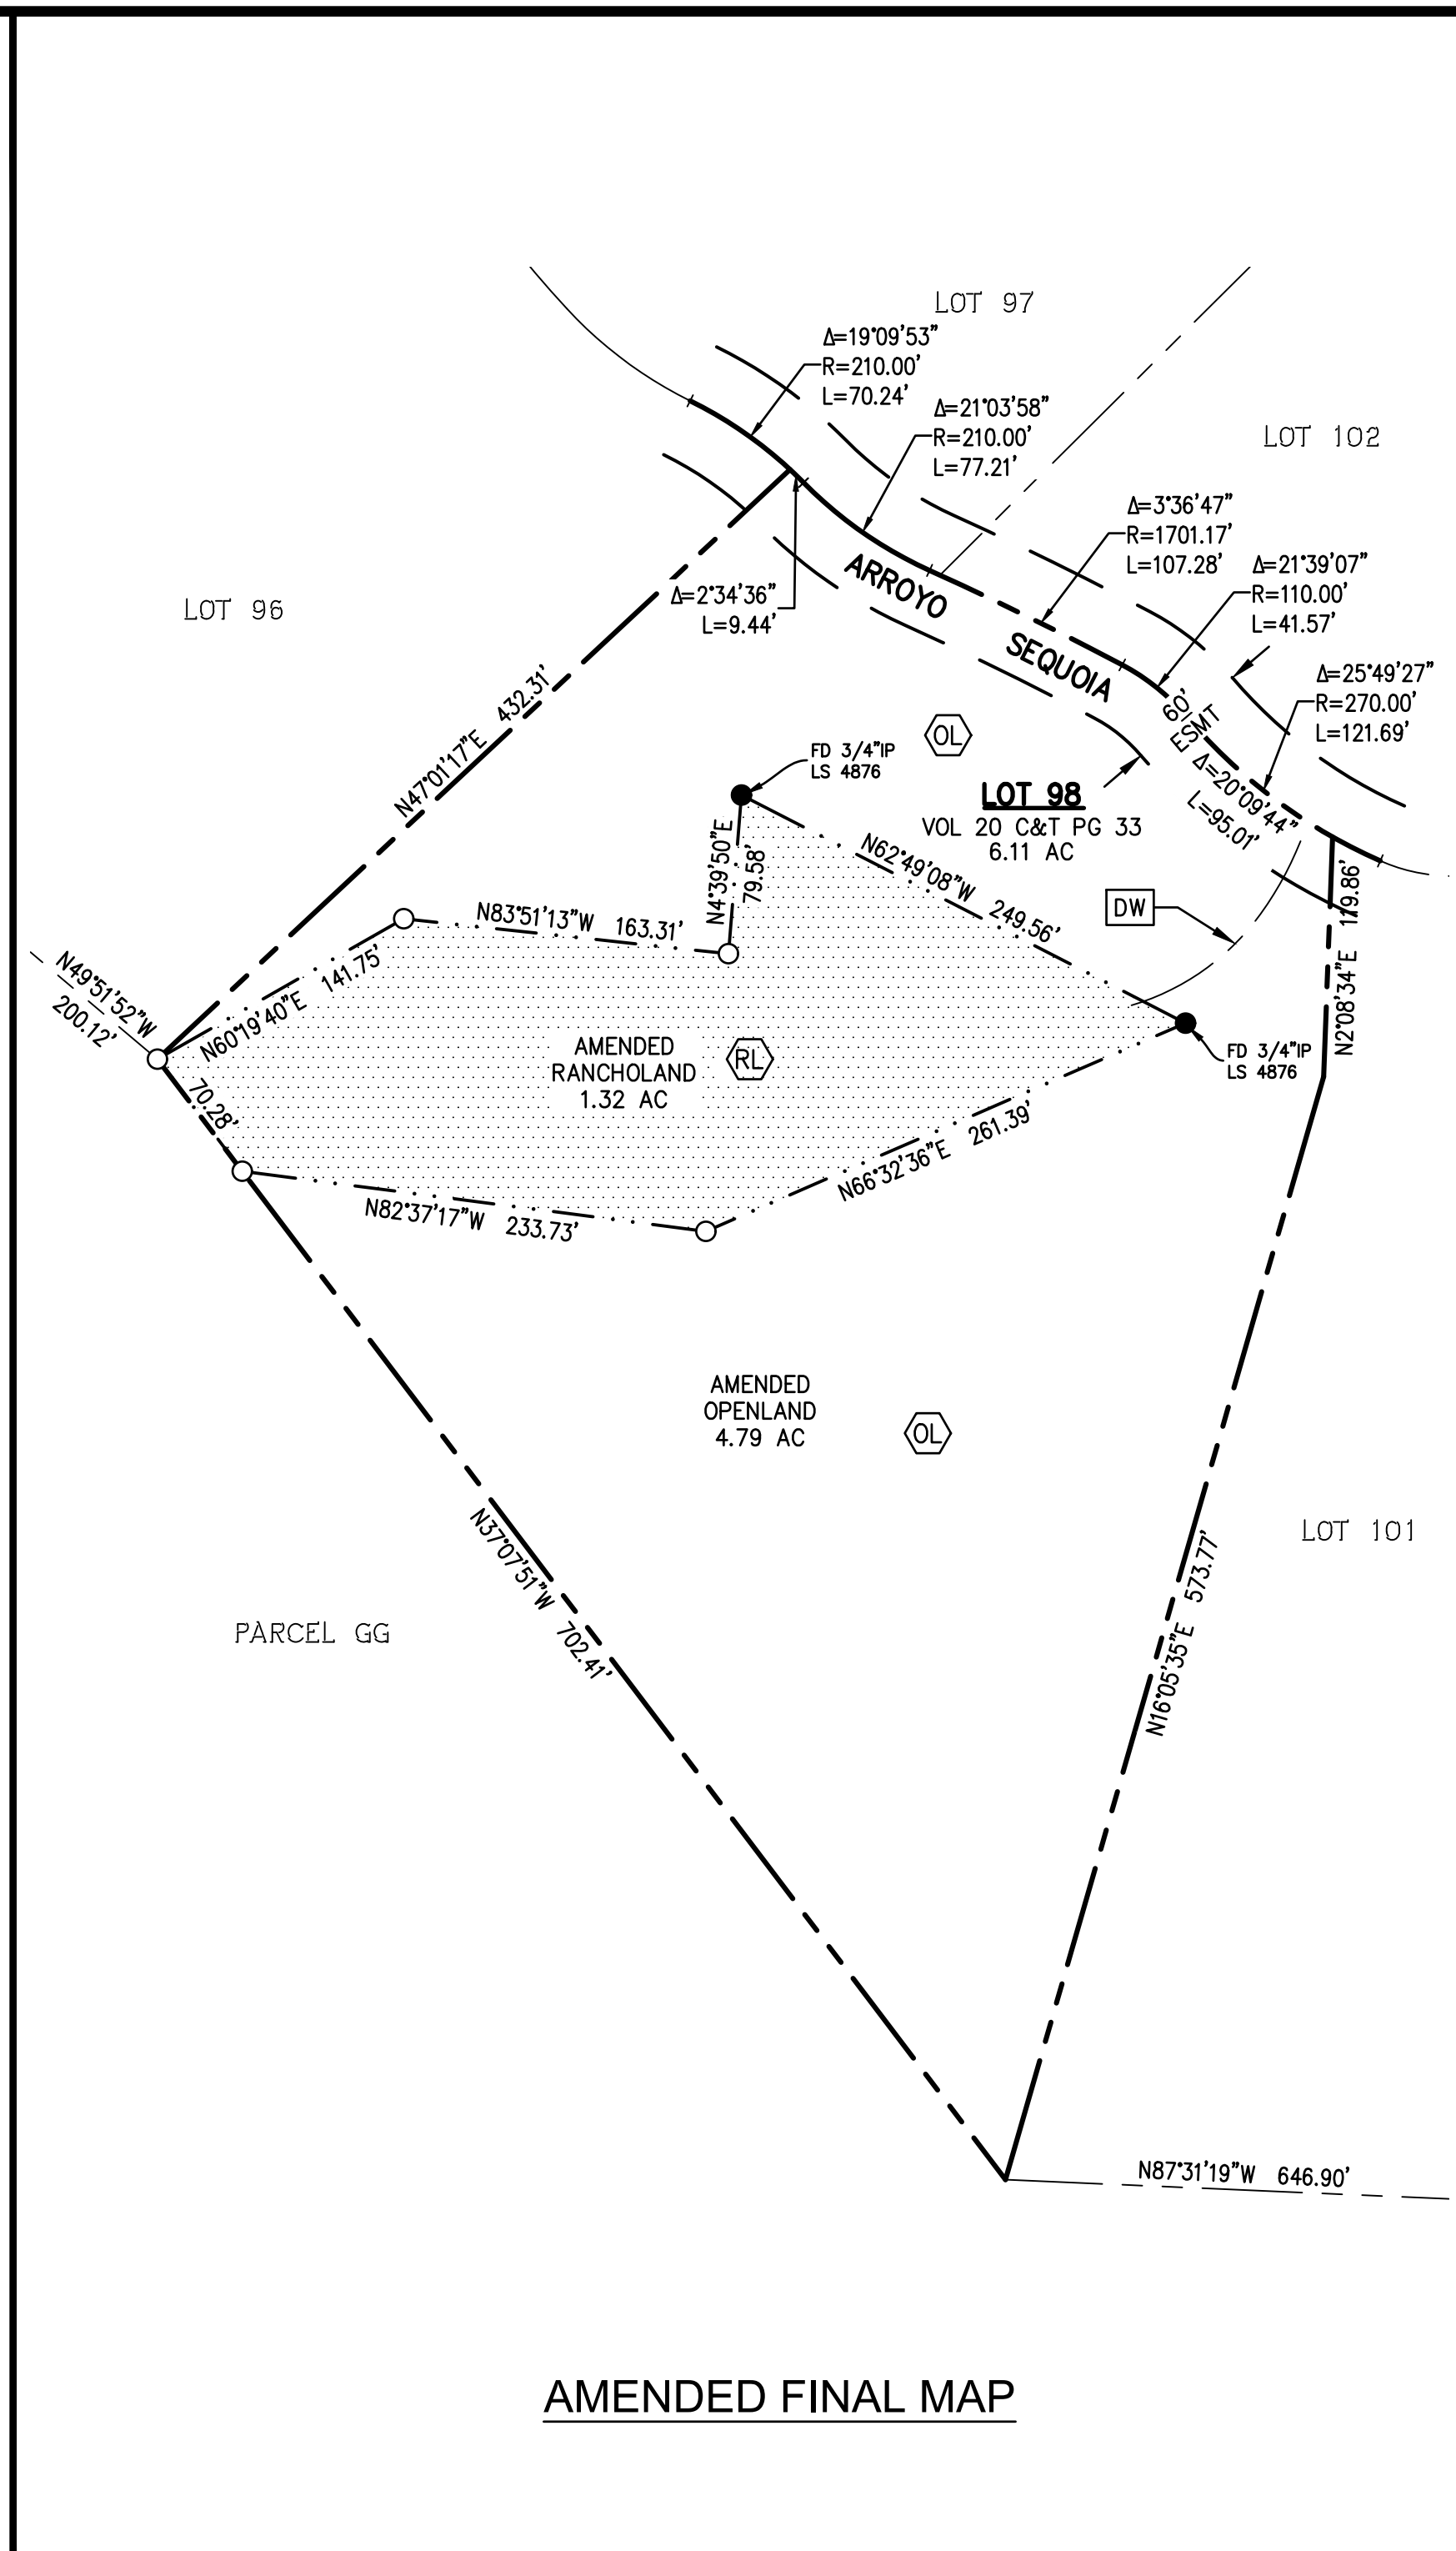 LOT 97
Δ=19°09'53"
R=210.00'
L=70.24'
Δ=21°03'58"
R=210.00'
L=77.21'
LOT 102
Δ=3°36'47"
R=1701.17'
L=107.28'
Δ=21°39'07"
R=110.00'
L=41.57'
Δ=2°34'36"
L=9.44'
LOT 96
ARROYO SEQUOIA
60'
ESMT
Δ=25°49'27"
R=270.00'
L=121.69'
Δ=20°09'44"
L=95.01'
N47°01'17"E 432.31'
OL
FD 3/4"IP
LS 4876
LOT 98
VOL 20 C&T PG 33
6.11 AC
N4°39'50"E
79.58'
N62°49'08"W 249.56'
DW
N2°08'34"E 119.86'
N83°51'13"W 163.31'
N49°51'52"W
200.12'
N60°19'40"E 141.75'
AMENDED
RANCHOLAND
1.32 AC
RL
FD 3/4"IP
LS 4876
70.28'
N66°32'36"E 261.39'
N82°37'17"W 233.73'
AMENDED
OPENLAND
4.79 AC
OL
LOT 101
N37°07'51"W 702.41'
N16°05'35"E 573.77'
PARCEL GG
N87°31'19"W 646.90'
AMENDED FINAL MAP